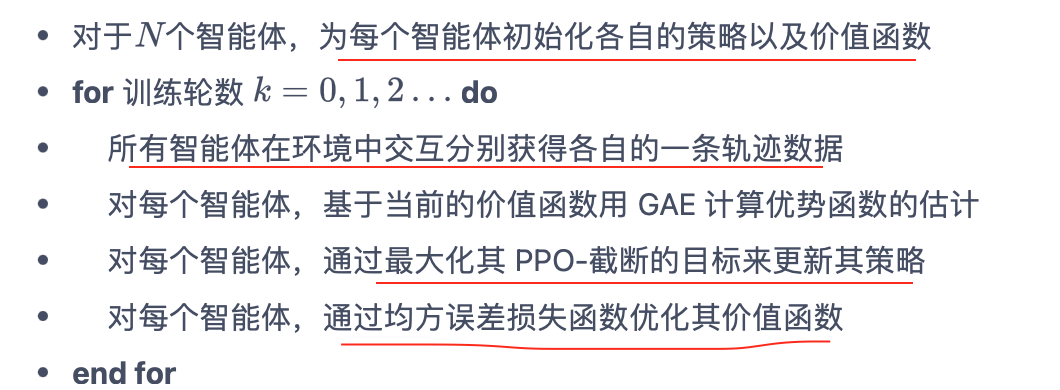 • 对于N个智能体，为每个智能体初始化各自的策略以及价值函数
• for 训练轮数 k = 0, 1, 2 ... do
• 所有智能体在环境中交互分别获得各自的一条轨迹数据
• 对每个智能体，基于当前的价值函数用 GAE 计算优势函数的估计
• 对每个智能体，通过最大化其 PPO-截断的目标来更新其策略
• 对每个智能体，通过均方误差损失函数优化其价值函数
• end for